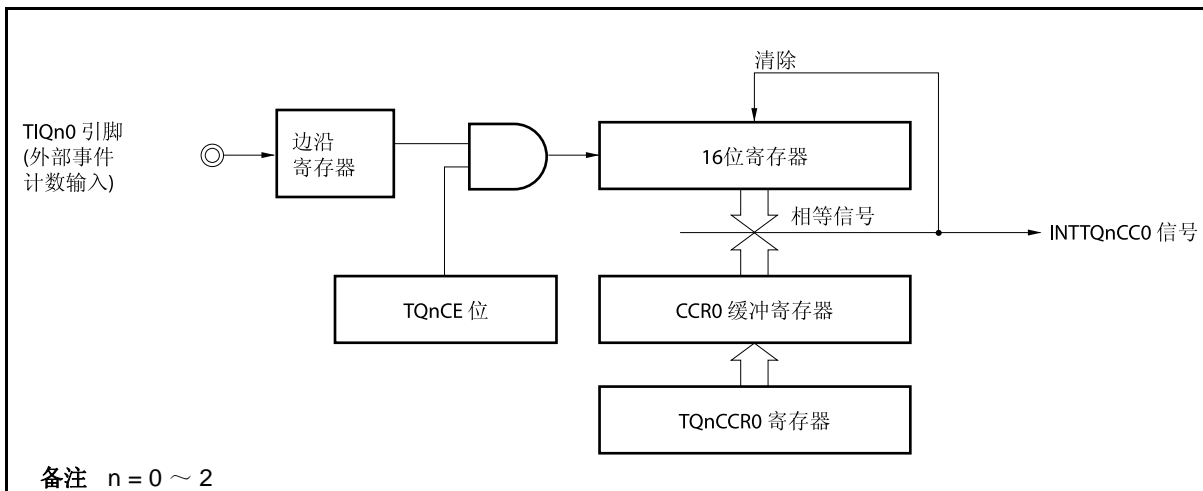 清除
TIQn0 引脚
(外部事件
计数输入)
边沿
寄存器
16位寄存器
相等信号
INTTQnCC0 信号
TQnCE 位
CCR0 缓冲寄存器
TQnCCR0 寄存器
备注 n = 0 ～ 2